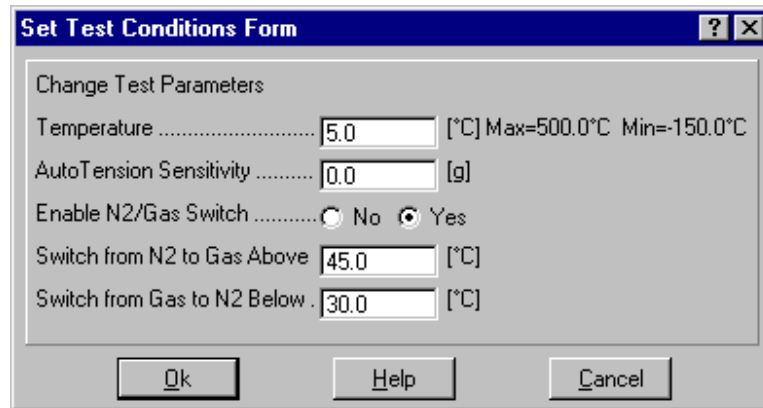 Set Test Conditions Form
Change Test Parameters
Temperature ............................ 5.0 [°C] Max=500.0°C Min=-150.0°C
AutoTension Sensitivity .......... 0.0 [g]
Enable N2/Gas Switch ........... No Yes
Switch from N2 to Gas Above 45.0 [°C]
Switch from Gas to N2 Below . 30.0 [°C]
Ok Help Cancel